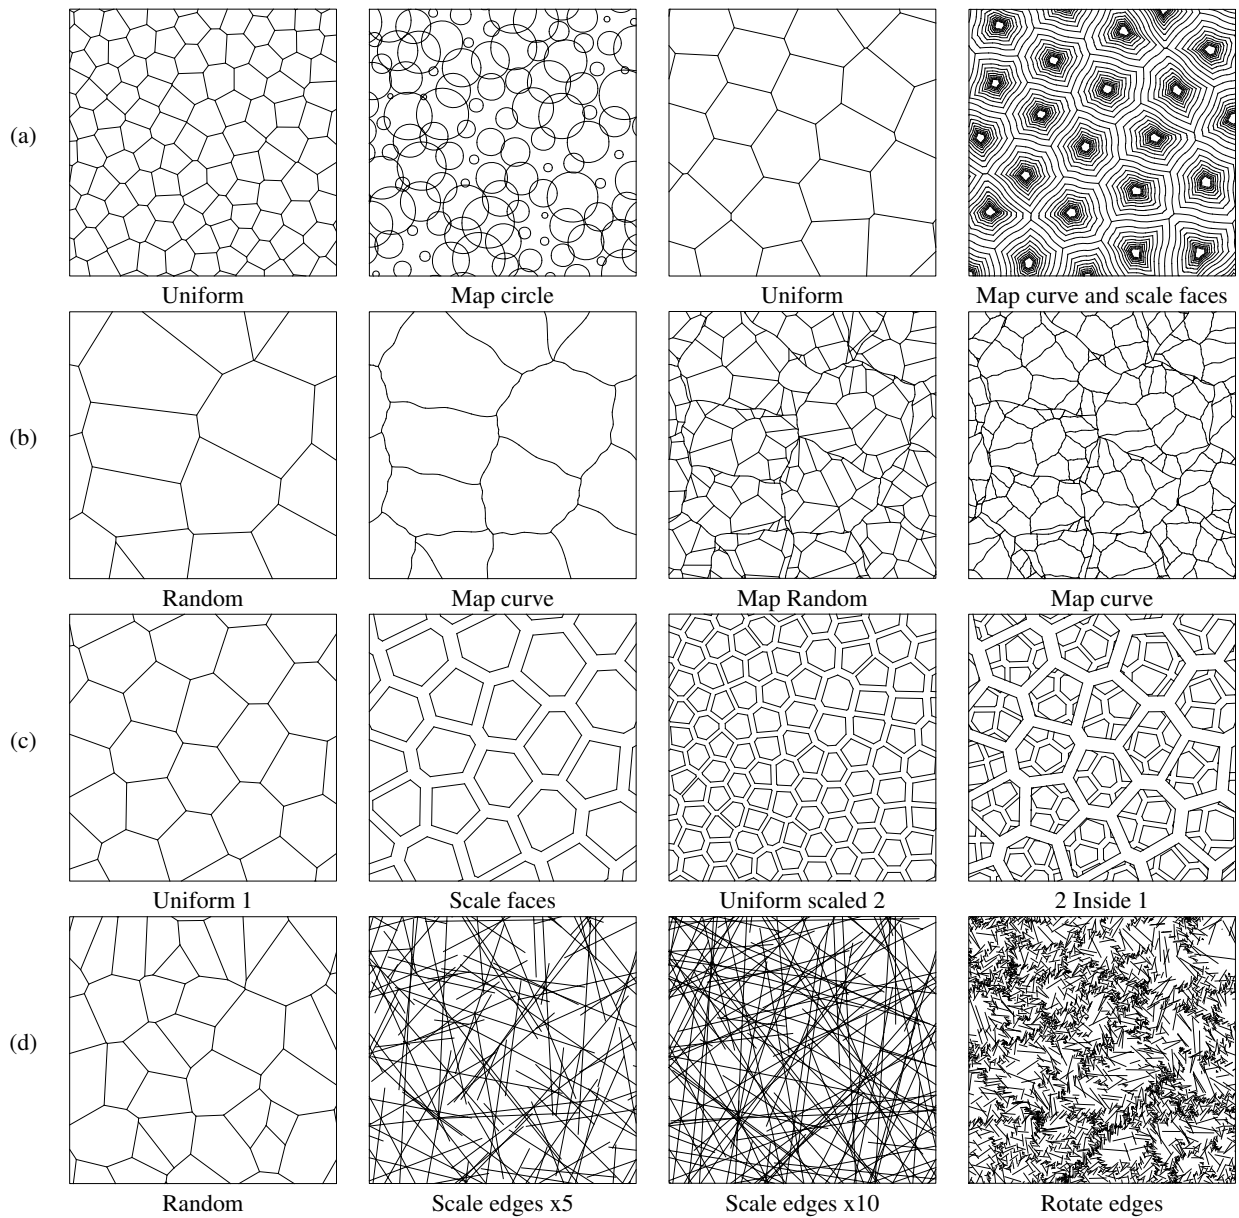 (a)
Uniform Map circle Uniform Map curve and scale faces
(b)
Random Map curve Map Random Map curve
(c)
Uniform 1 Scale faces Uniform scaled 2 2 Inside 1
(d)
Random Scale edges x5 Scale edges x10 Rotate edges